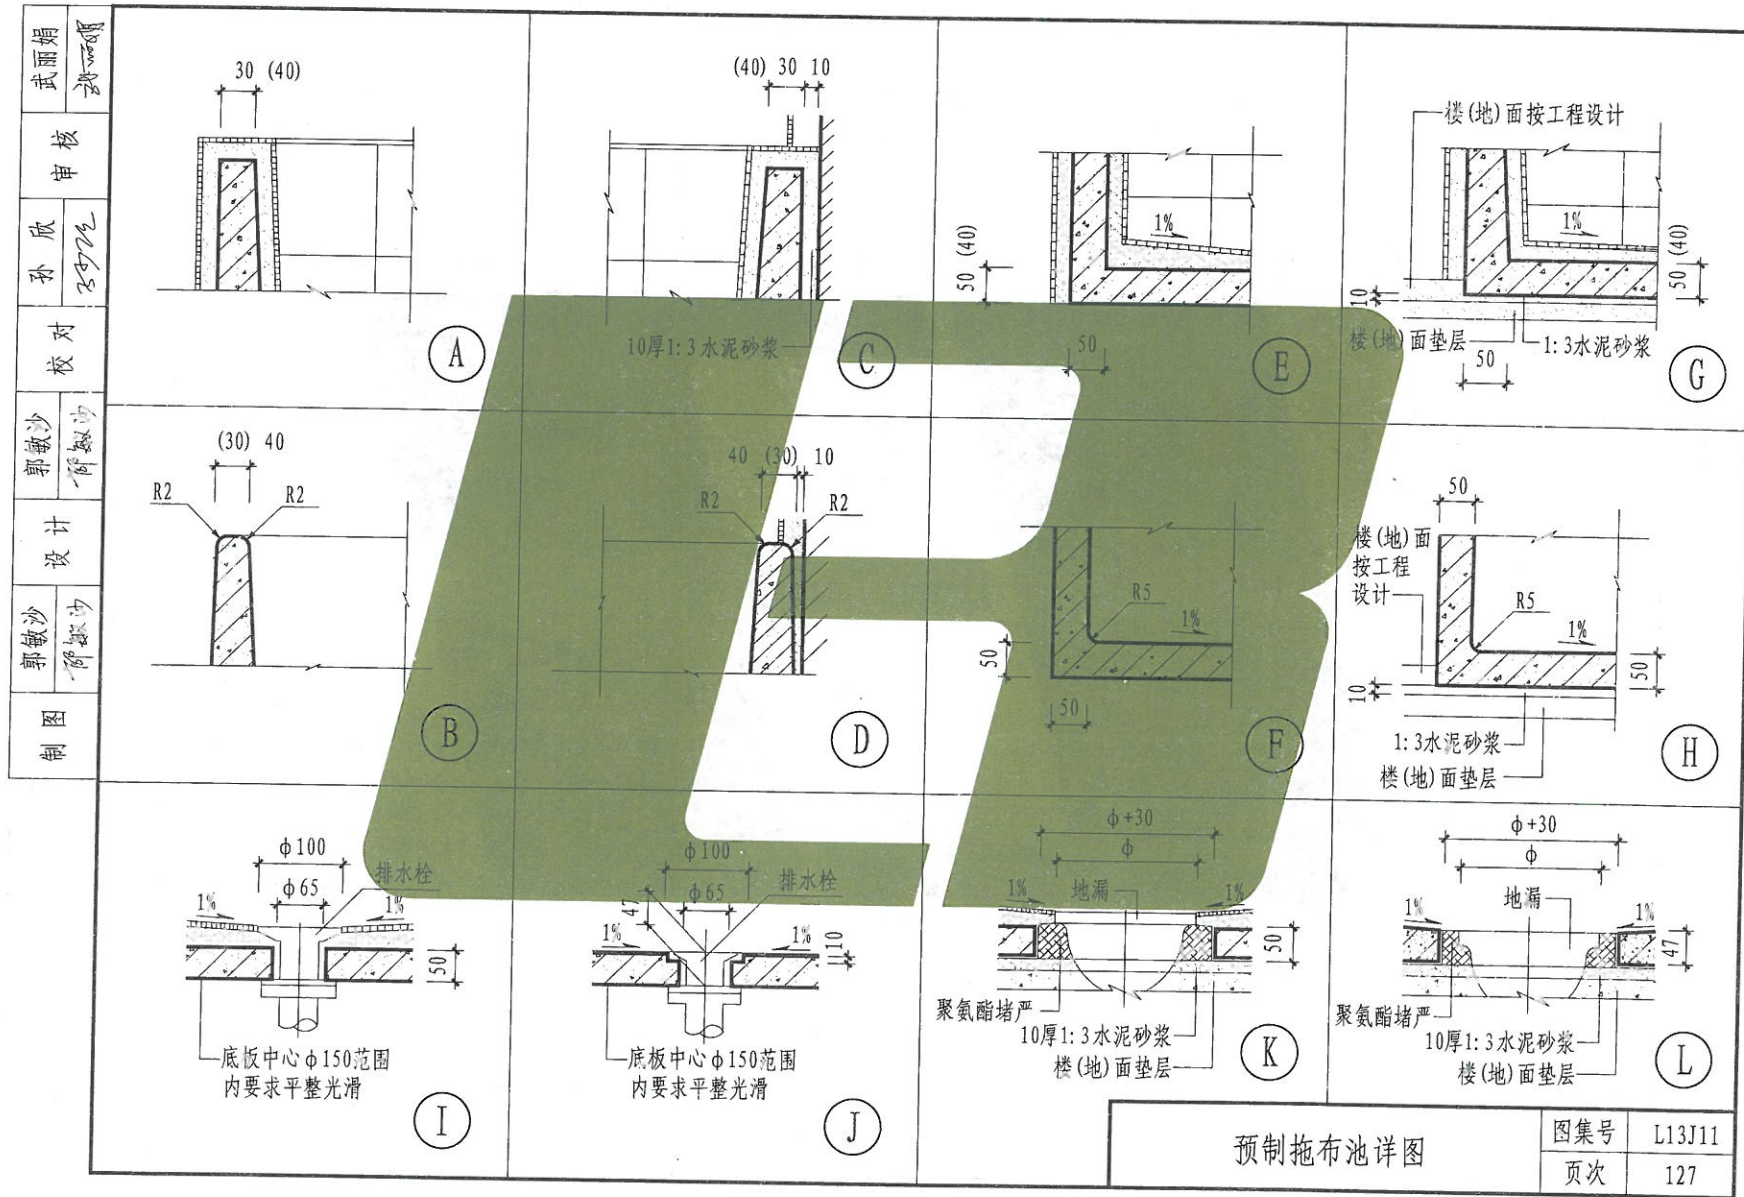 武丽娟
审 核
孙 欣
校 对
郭敏沙
郭敏沙
设 计
郭敏沙
郭敏沙
制 图
30 (40)
A
(40) 30 10
10厚1:3水泥砂浆
C
1%
50 (40)
50
E
楼(地)面按工程设计
1%
50 (40)
10
楼(地)面垫层
1:3水泥砂浆
50
G
(30) 40
R2
R2
B
40 (30) 10
R2
R2
D
R5
1%
50
50
F
50
楼(地)面
按工程
设计
R5
1%
50
10
1:3水泥砂浆
楼(地)面垫层
H
φ100
排水栓
φ65
1%
1%
50
底板中心φ150范围
内要求平整光滑
I
φ100
排水栓
φ65
47
1%
1%
10
底板中心φ150范围
内要求平整光滑
J
φ+30
φ
地漏
1%
1%
50
聚氨酯堵严
10厚1:3水泥砂浆
楼(地)面垫层
K
φ+30
φ
地漏
1%
1%
47
聚氨酯堵严
10厚1:3水泥砂浆
楼(地)面垫层
L
预制拖布池详图
图集号 L13J11
页次 127